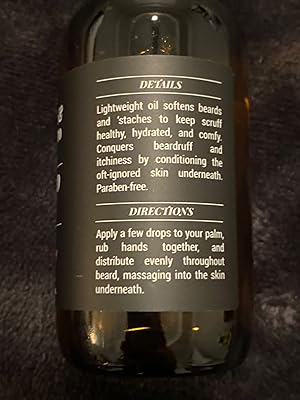 DETAILS
Lightweight oil softens beards
and 'staches to keep scruff
healthy, hydrated, and comfy.
Conquers beardruff and
itchiness by conditioning the
oft-ignored skin underneath.
Paraben-free.
DIRECTIONS
Apply a few drops to your palm,
rub hands together, and
distribute evenly throughout
beard, massaging into the skin
underneath.